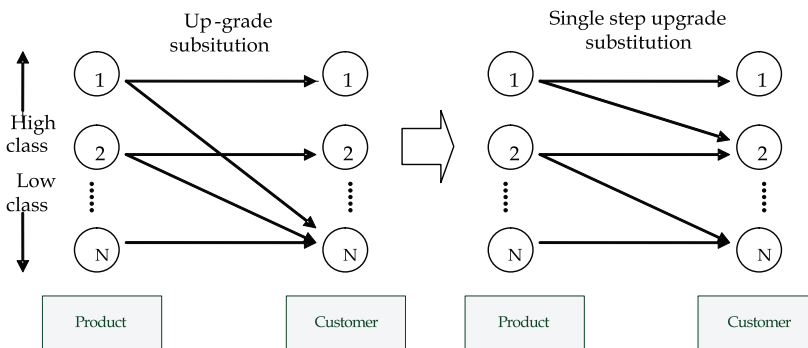 Up-grade
subsitution
High
class
Low
class
1
2
N
1
2
N
Product
Customer
Single step upgrade
substitution
1
2
N
1
2
N
Product
Customer